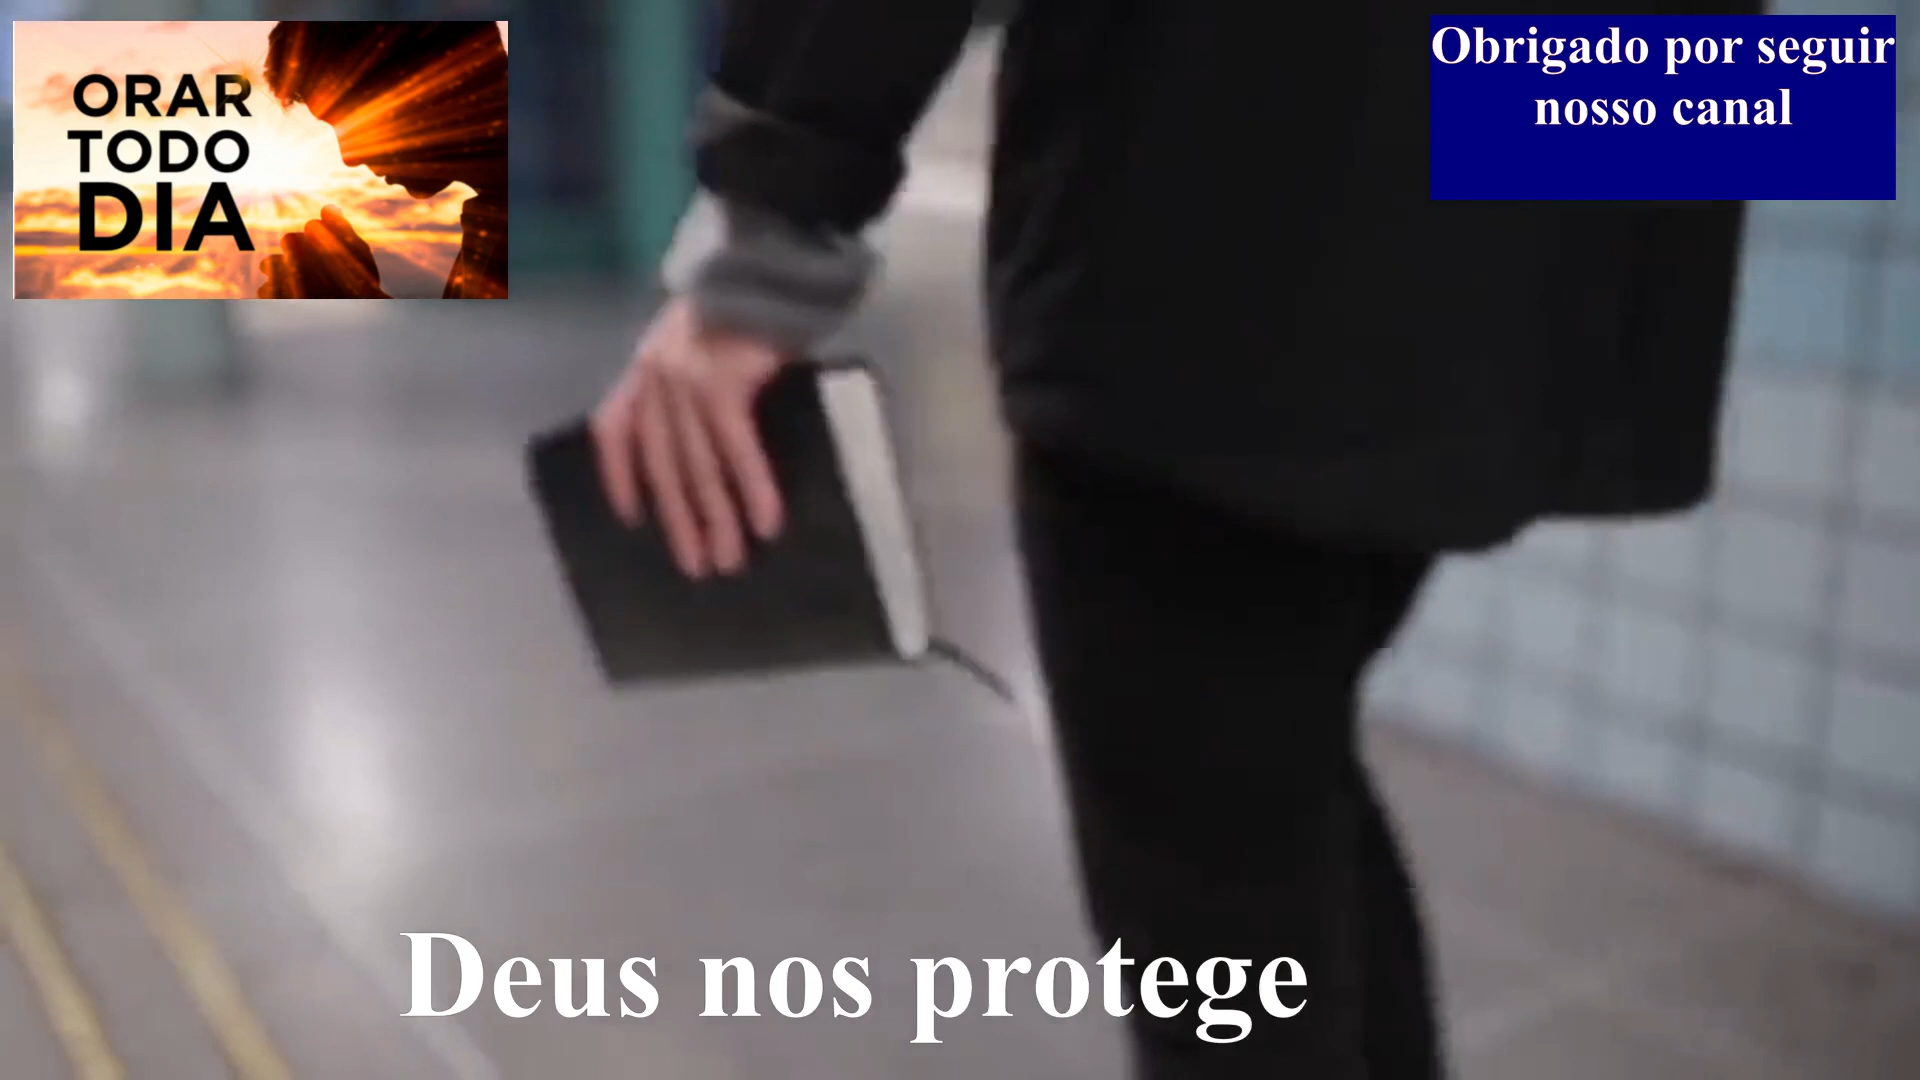 ORAR
TODO
DIA
Obrigado por seguir
nosso canal
Deus nos protege